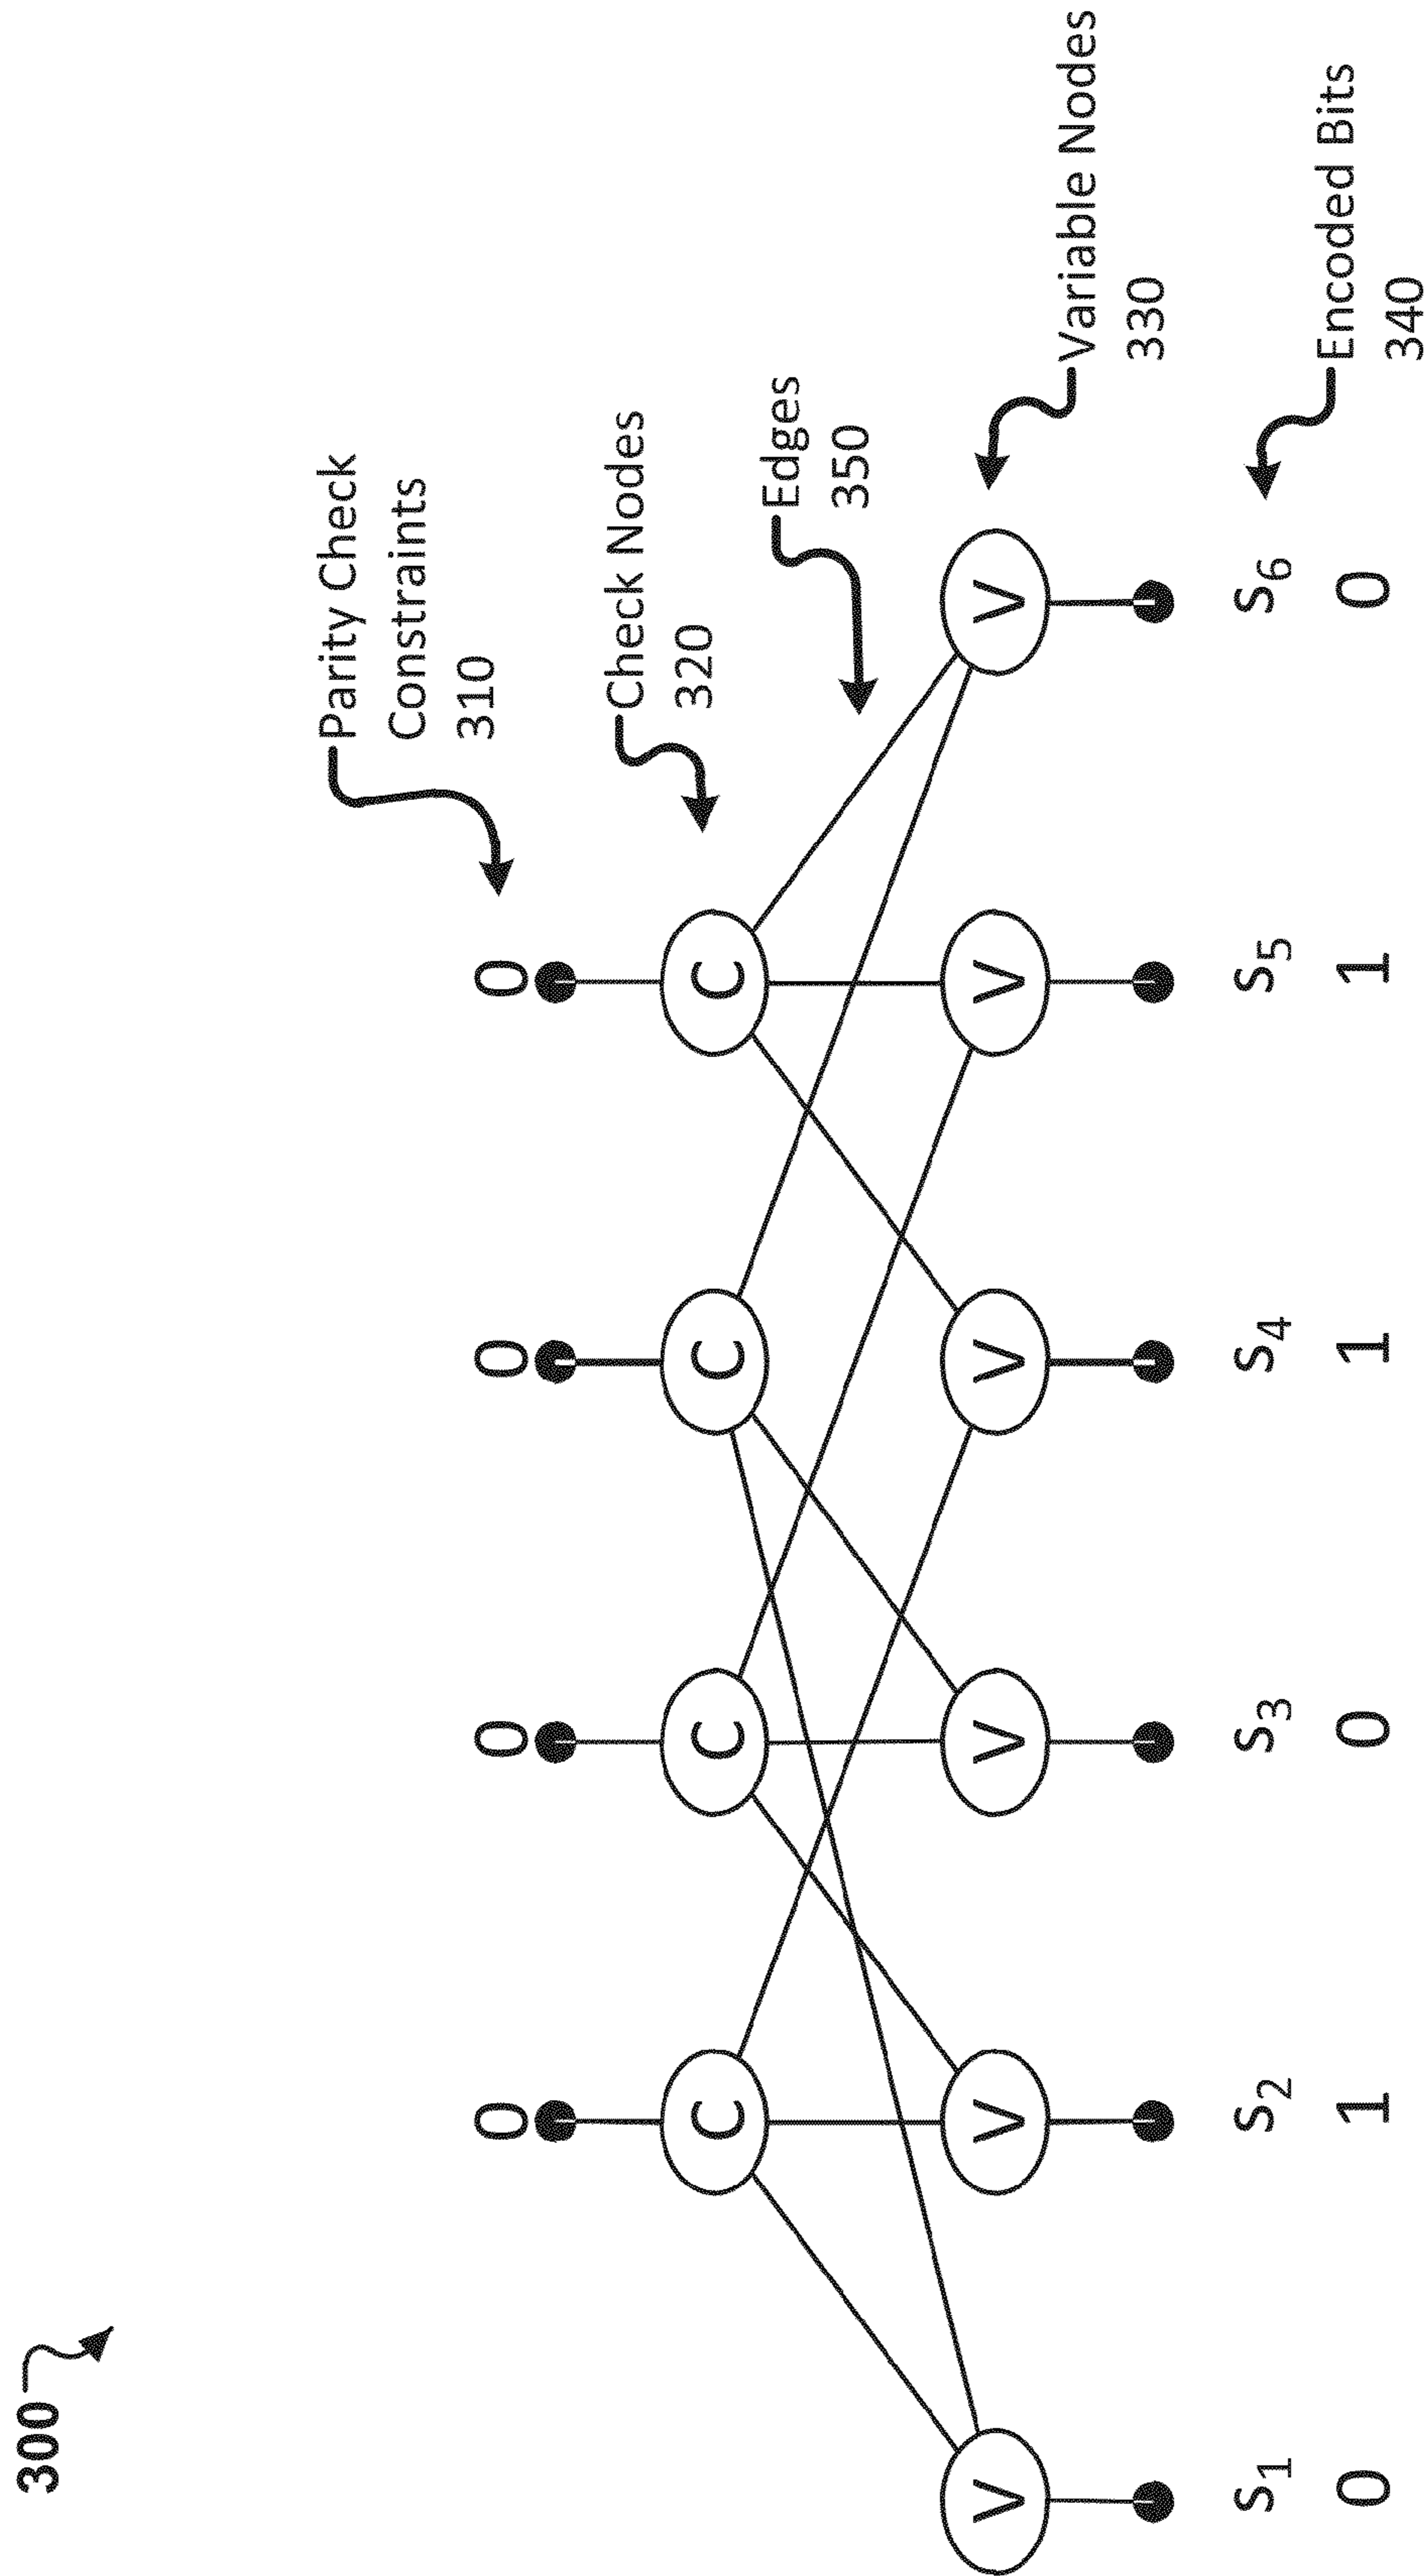 300
Parity Check
Constraints
310
0 0 0 0
Check Nodes
320
C C C C
Edges
350
V V V V V V
Variable Nodes
330
s1 s2 s3 s4 s5 s6
0 1 0 1 1 0
Encoded Bits
340